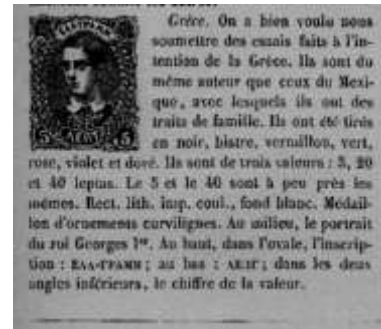 Grèce. On a bien voulu nous
soumettre des essais faits à l'in-
tention de la Grèce. Ils sont du
même auteur que ceux du Mexi-
que, avec lesquels ils ont des
traits de famille. Ils ont été tirés
en noir, bistre, vermillon, vert,
rose, violet et doré. Ils sont de trois valeurs : 5, 20
et 40 leptas. Le 5 et le 40 sont à peu près les
mêmes. Rect. lith. imp. coul., fond blanc. Médail-
lon d'ornements curvilignes. Au milieu, le portrait
du roi Georges Iᵉʳ. Au haut, dans l'ovale, l'inscrip-
tion : ΕΛΛ-ΓΡΑΜΜ ; au bas : ΛΕΠΤ ; dans les deux
angles inférieurs, le chiffre de la valeur.
5 5